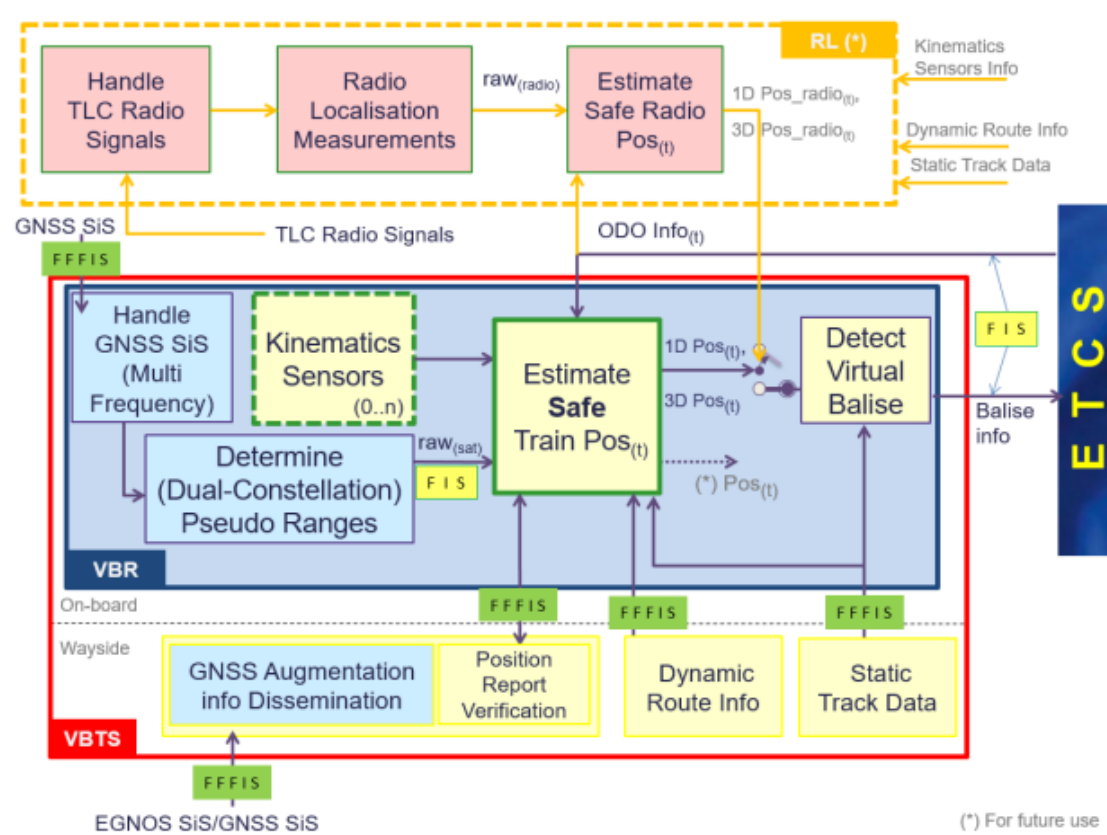 RL (*)
Kinematics
Sensors Info
Handle
TLC Radio
Signals
Radio
Localisation
Measurements
raw(radio)
Estimate
Safe Radio
Pos(t)
1D Pos_radio(t),
3D Pos_radio(t)
Dynamic Route Info
Static Track Data
GNSS SiS
TLC Radio Signals
ODO Info(t)
FFFIS
Handle
GNSS SiS
(Multi
Frequency)
Kinematics
Sensors
(0..n)
Estimate
Safe
Train Pos(t)
1D Pos(t),
3D Pos(t)
Detect
Virtual
Balise
FIS
Balise
info
ETCS
Determine
(Dual-Constellation)
Pseudo Ranges
raw(sat)
FIS
(*) Pos(t)
VBR
On-board
FFFIS
FFFIS
FFFIS
Wayside
GNSS Augmentation
info Dissemination
Position
Report
Verification
Dynamic
Route Info
Static
Track Data
VBTS
FFFIS
EGNOS SiS/GNSS SiS
(*) For future use